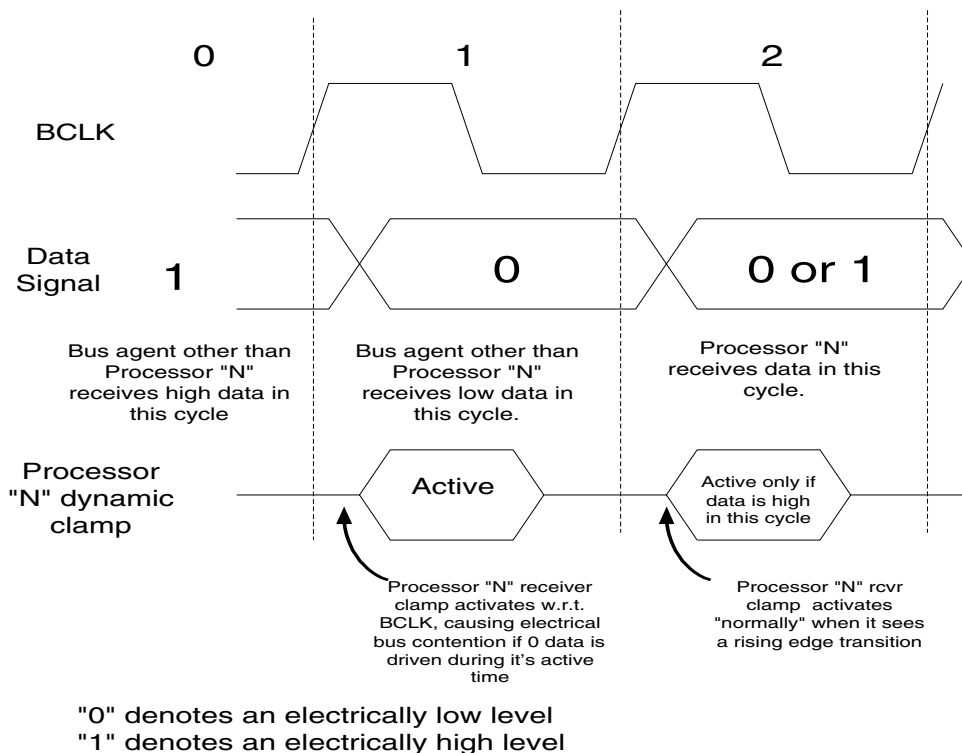 0
1
2
BCLK
Data
Signal
1
0
0 or 1
Bus agent other than
Processor "N"
receives high data in
this cycle
Bus agent other than
Processor "N"
receives low data in
this cycle.
Processor "N"
receives data in this
cycle.
Processor
"N" dynamic
clamp
Active
Active only if
data is high
in this cycle
Processor "N" receiver
clamp activates w.r.t.
BCLK, causing electrical
bus contention if 0 data is
driven during it's active
time
Processor "N" rcvr
clamp activates
"normally" when it sees
a rising edge transition
"0" denotes an electrically low level
"1" denotes an electrically high level